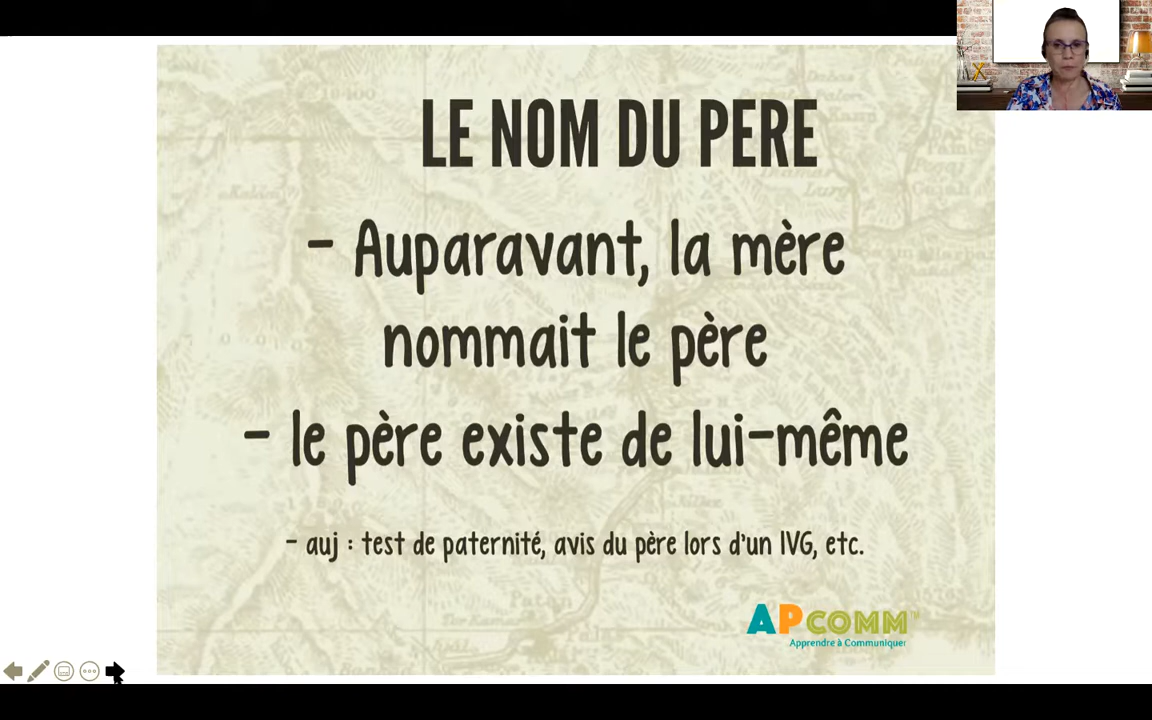 LE NOM DU PERE
- Auparavant, la mère
nommait le père
- le père existe de lui-même
- auj : test de paternité, avis du père lors d'un IVG, etc.
APCOMM™
Apprendre à Communiquer